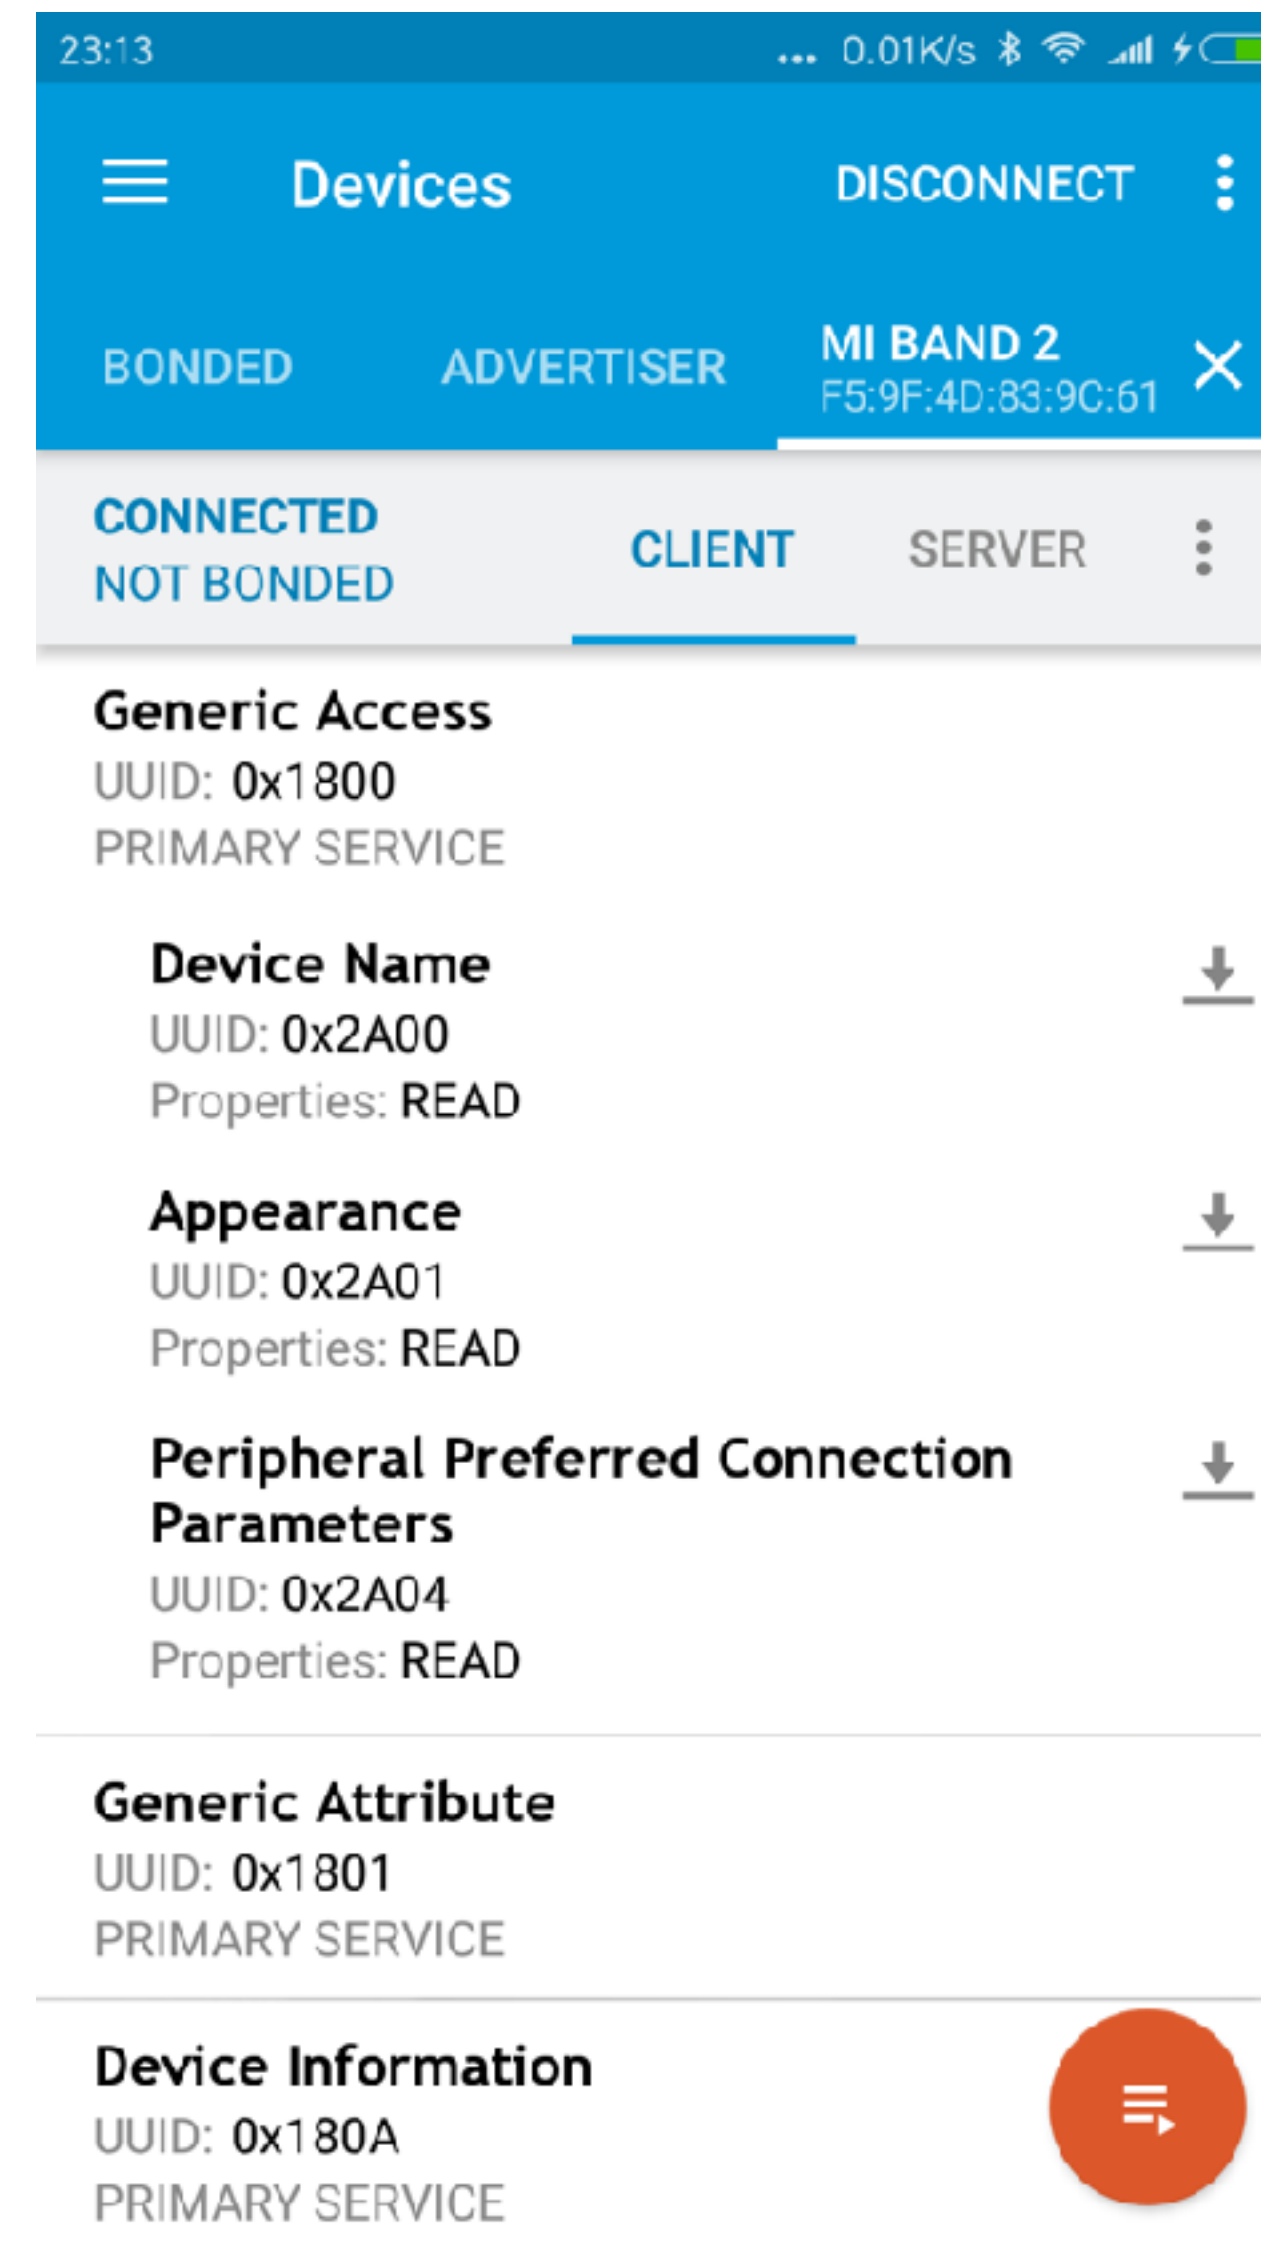 23:13 ... 0.01K/s
Devices DISCONNECT
BONDED ADVERTISER MI BAND 2
F5:9F:4D:83:9C:61
CONNECTED
NOT BONDED
CLIENT SERVER
Generic Access
UUID: 0x1800
PRIMARY SERVICE
Device Name
UUID: 0x2A00
Properties: READ
Appearance
UUID: 0x2A01
Properties: READ
Peripheral Preferred Connection
Parameters
UUID: 0x2A04
Properties: READ
Generic Attribute
UUID: 0x1801
PRIMARY SERVICE
Device Information
UUID: 0x180A
PRIMARY SERVICE